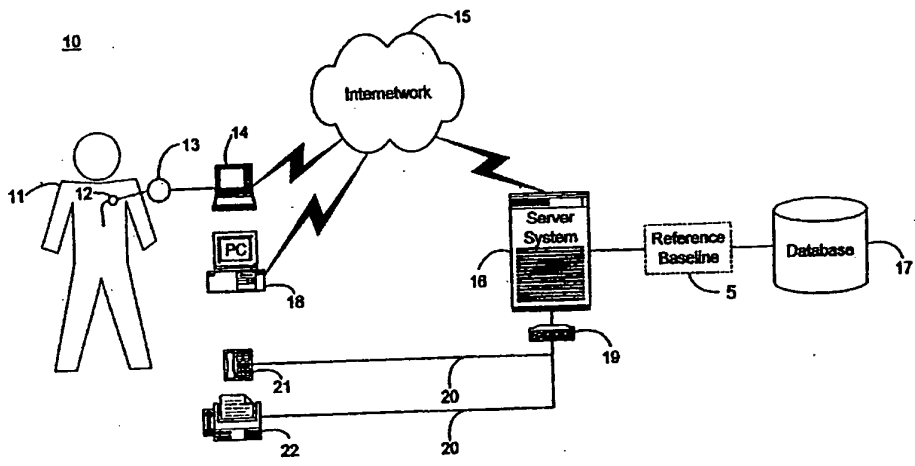 10
15
Internetwork
14
13
12
11
PC
18
Server
System
16
Reference
Baseline
5
Database
17
19
21
20
22
20